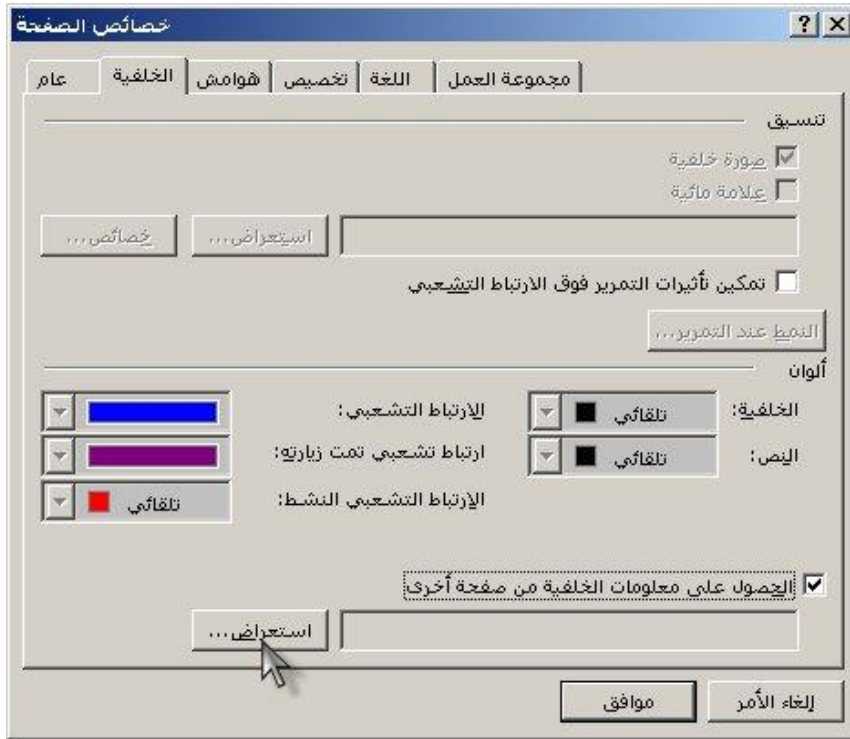 خصائص الصفحة
عام الخلفية هوامش تخصيص اللغة مجموعة العمل
تنسيق
صورة خلفية
علامة مائية
استعراض... خصائص...
تمكين تأثيرات التمرير فوق الارتباط التشعبي
النمط عند التمرير...
ألوان
الخلفية: تلقائي الارتباط التشعبي:
النص: تلقائي ارتباط تشعبي تمت زيارته:
الارتباط التشعبي النشط: تلقائي
الحصول على معلومات الخلفية من صفحة أخرى
استعراض...
إلغاء الأمر موافق